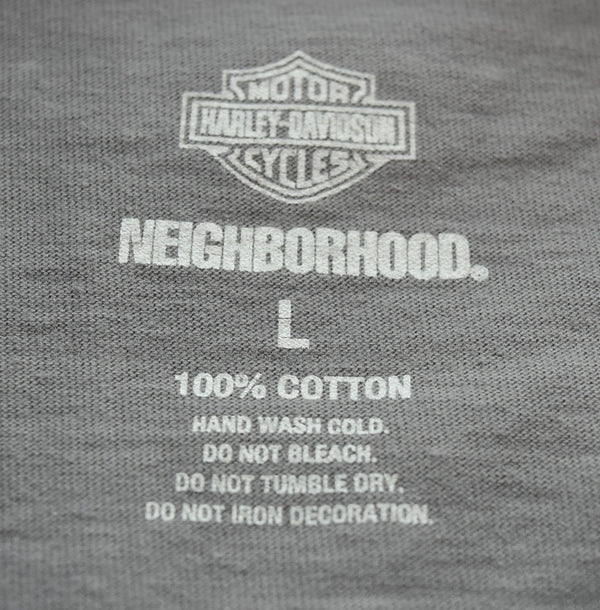 MOTOR
HARLEY-DAVIDSON
CYCLES
NEIGHBORHOOD®
L
100% COTTON
HAND WASH COLD.
DO NOT BLEACH.
DO NOT TUMBLE DRY.
DO NOT IRON DECORATION.